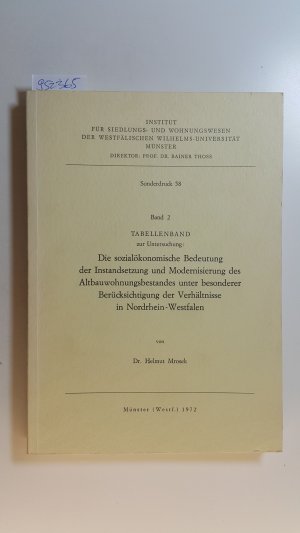 952365
INSTITUT
FÜR SIEDLUNGS- UND WOHNUNGSWESEN
DER WESTFÄLISCHEN WILHELMS-UNIVERSITÄT
MÜNSTER
DIREKTOR: PROF. DR. RAINER THOSS
Sonderdruck 58
Band 2
TABELLENBAND
zur Untersuchung:
Die sozialökonomische Bedeutung
der Instandsetzung und Modernisierung des
Altbauwohnungsbestandes unter besonderer
Berücksichtigung der Verhältnisse
in Nordrhein-Westfalen
von
Dr. Helmut Mrosek
Münster (Westf.) 1972